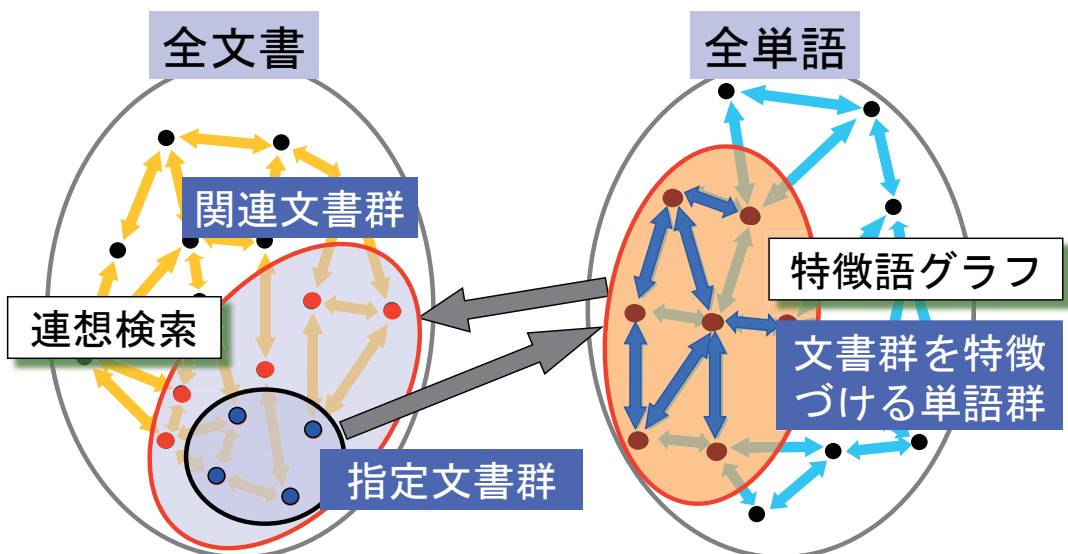 全文書
全単語
関連文書群
連想検索
特徴語グラフ
文書群を特徴
づける単語群
指定文書群